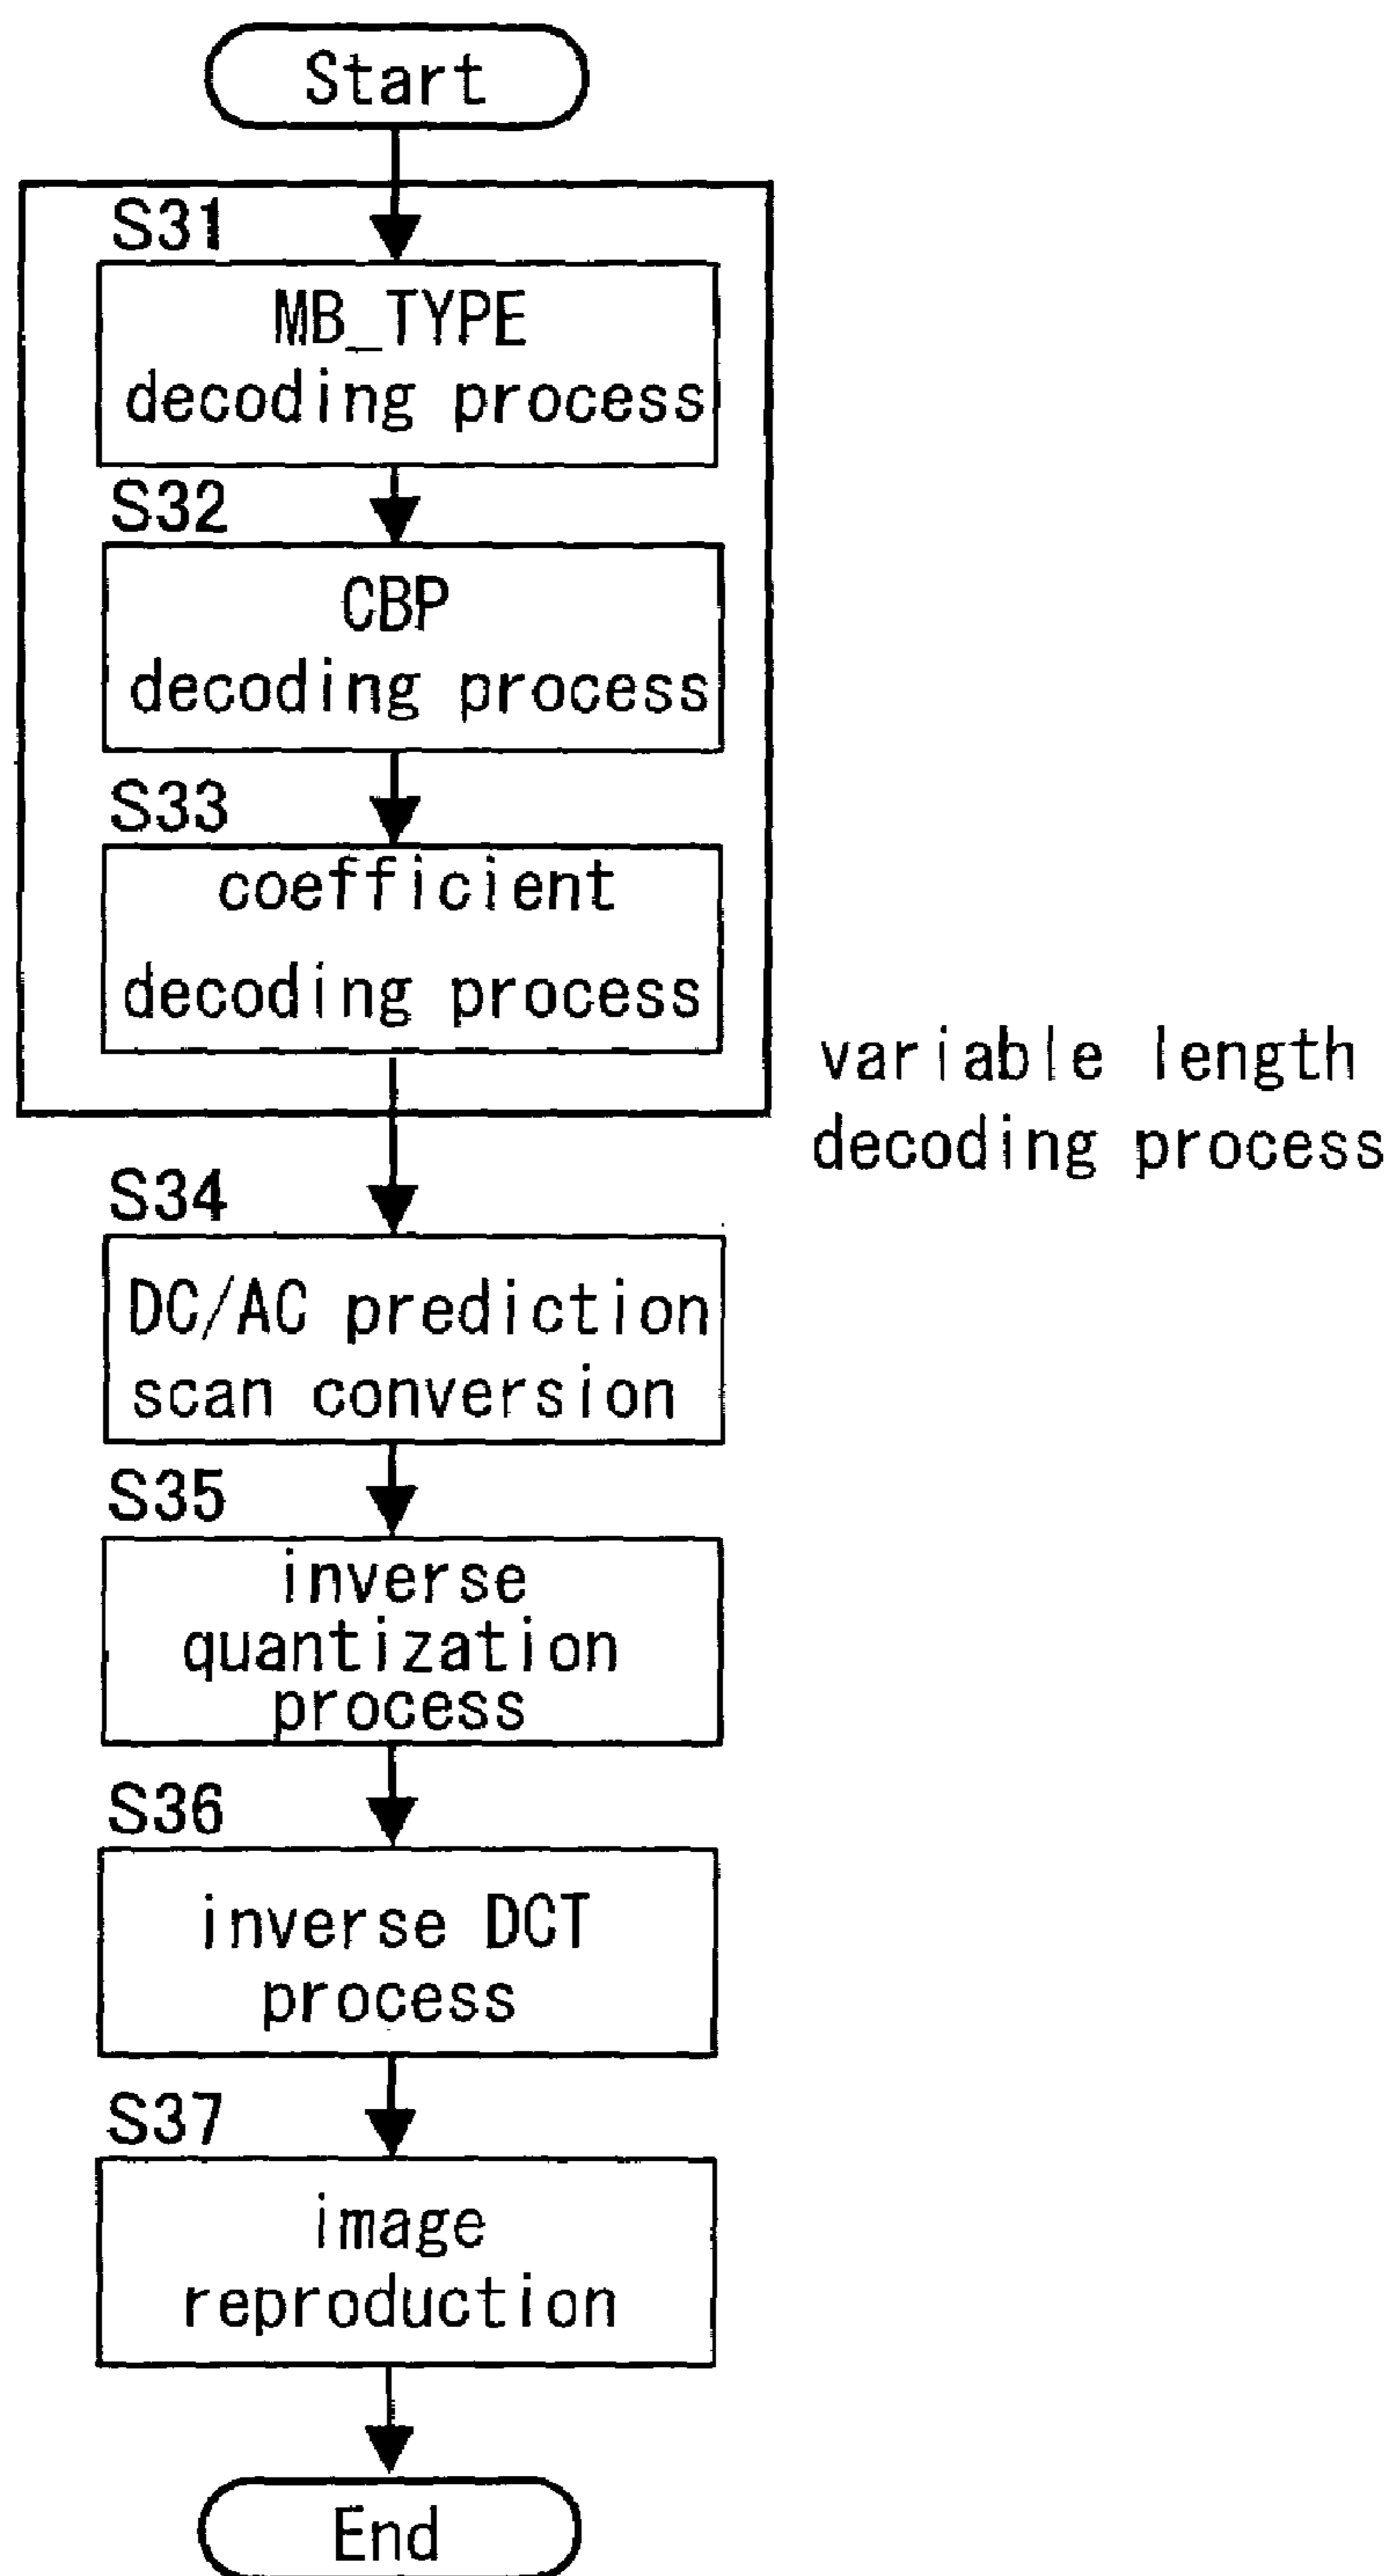 Start
S31
MB_TYPE
decoding process
S32
CBP
decoding process
S33
coefficient
decoding process
variable length
decoding process
S34
DC/AC prediction
scan conversion
S35
inverse
quantization
process
S36
inverse DCT
process
S37
image
reproduction
End